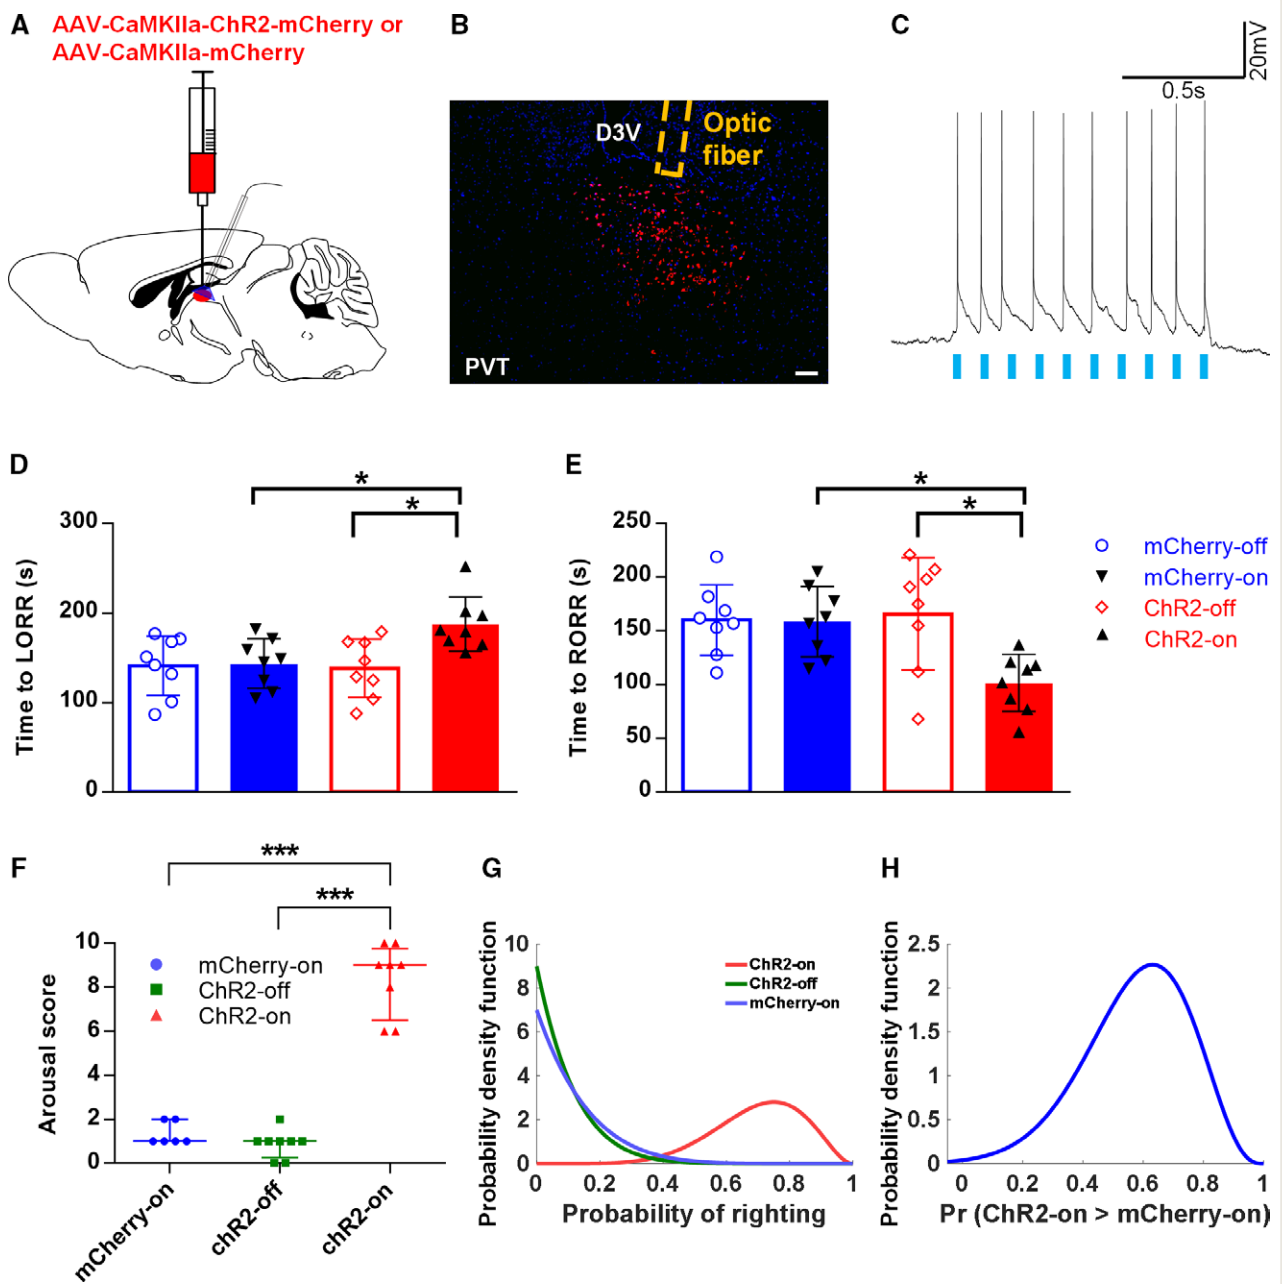 A
AAV-CaMKIIa-ChR2-mCherry or
AAV-CaMKIIa-mCherry
B
D3V
Optic
fiber
PVT
C
20mV
0.5s
D
*
*
Time to LORR (s)
300
200
100
0
E
*
*
Time to RORR (s)
250
200
150
100
50
0
mCherry-off
mCherry-on
ChR2-off
ChR2-on
F
***
***
Arousal score
10
8
6
4
2
0
mCherry-on
ChR2-off
ChR2-on
mCherry-on
chR2-off
chR2-on
G
Probability density function
10
8
6
4
2
0
ChR2-on
ChR2-off
mCherry-on
0 0.2 0.4 0.6 0.8 1
Probability of righting
H
Probability density function
2.5
2
1.5
1
0.5
0
0 0.2 0.4 0.6 0.8 1
Pr (ChR2-on > mCherry-on)